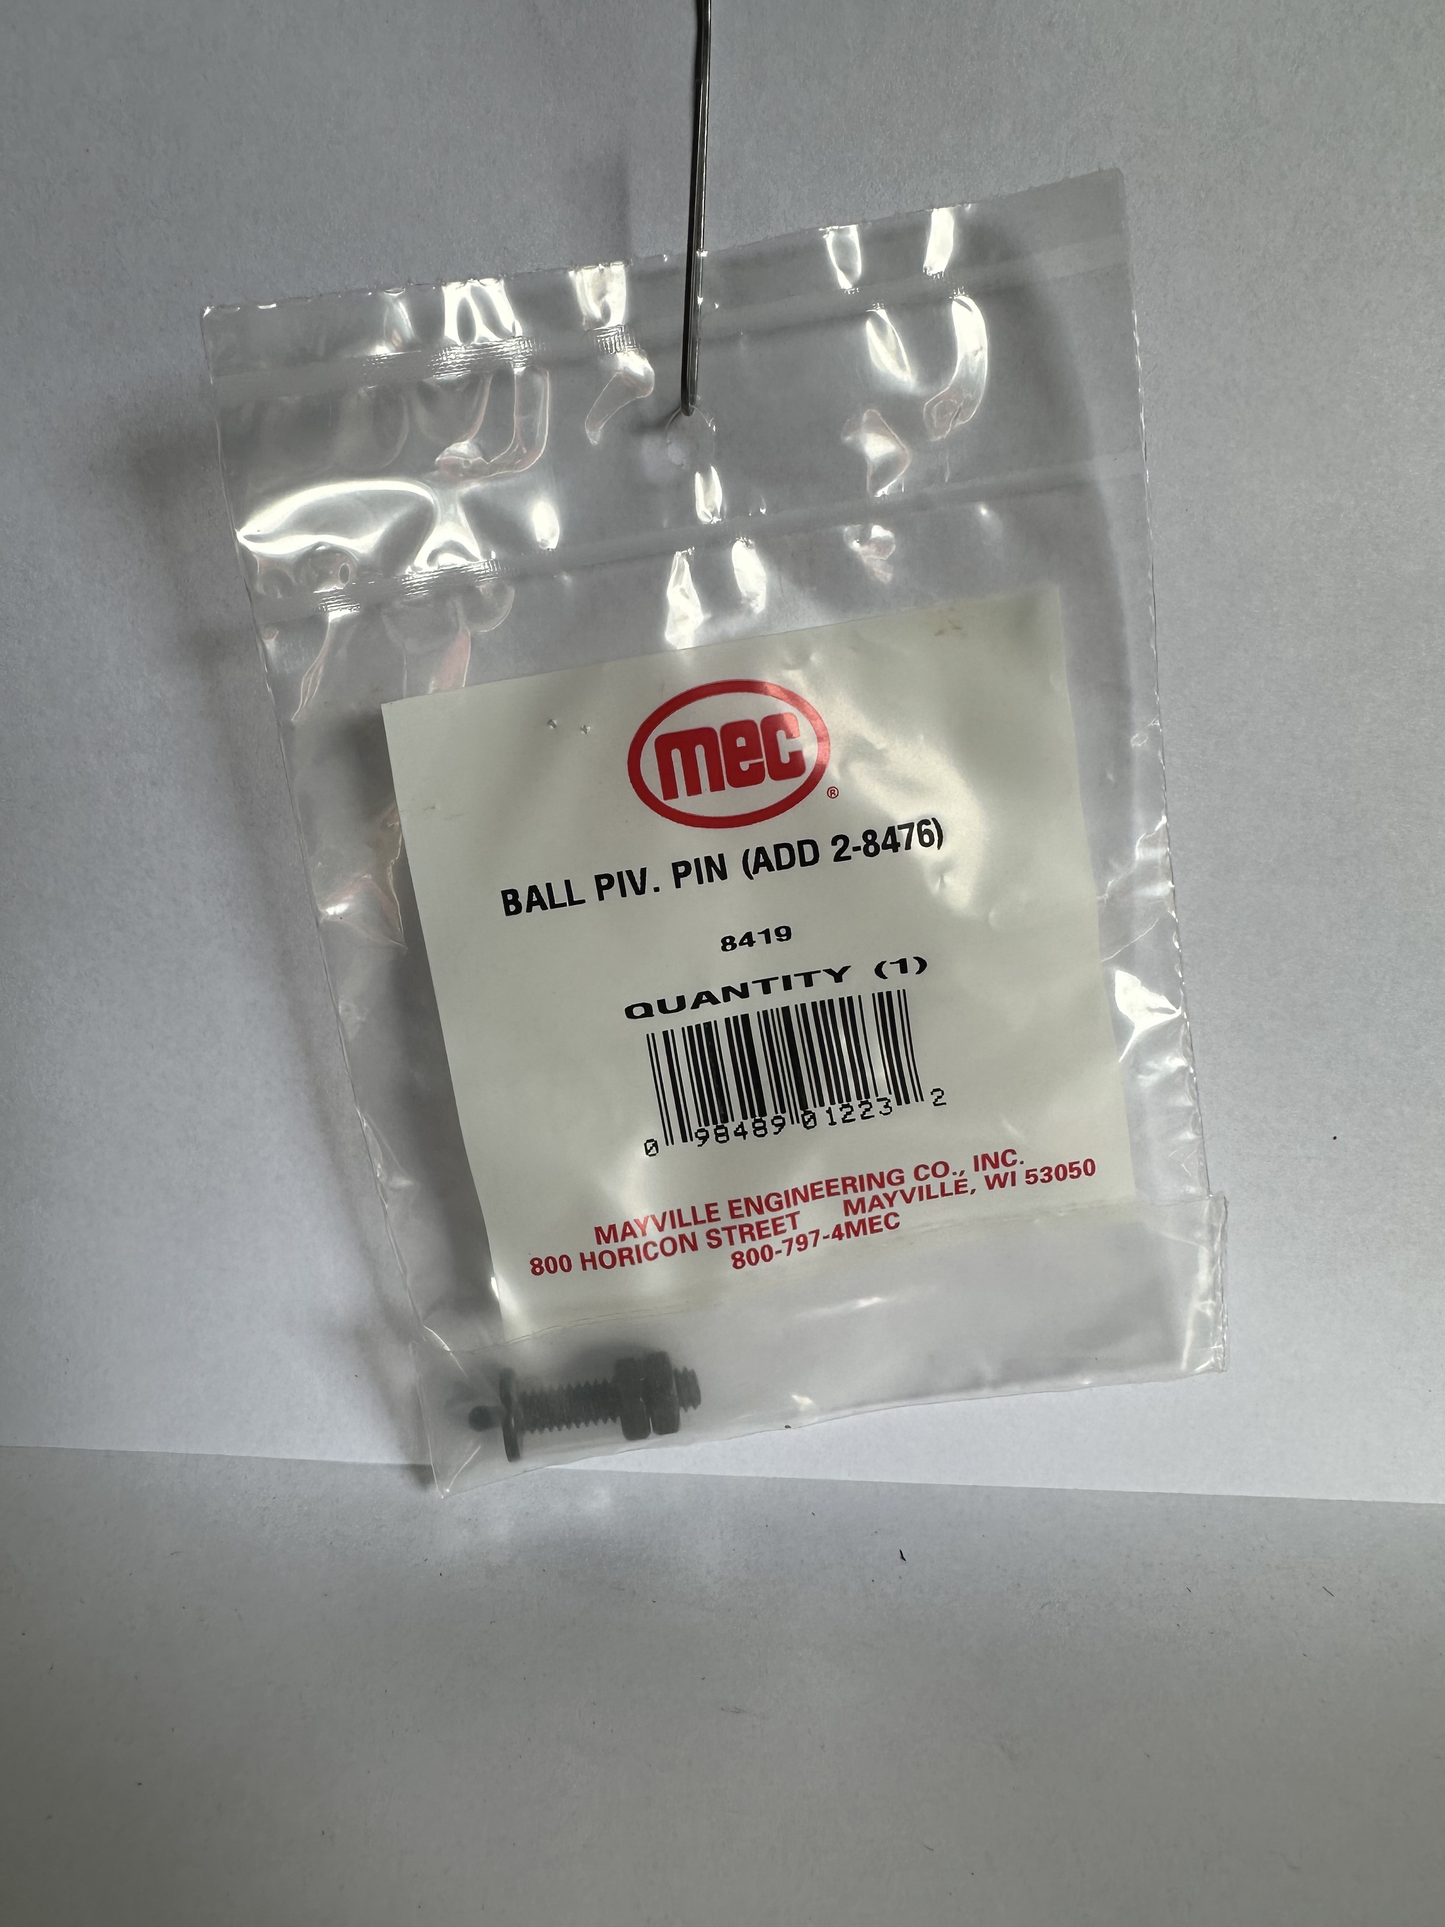 mec®
BALL PIV. PIN (ADD 2-8476)
8419
QUANTITY (1)
0 98489 01223 2
MAYVILLE ENGINEERING CO., INC.
800 HORICON STREET MAYVILLE, WI 53050
800-797-4MEC